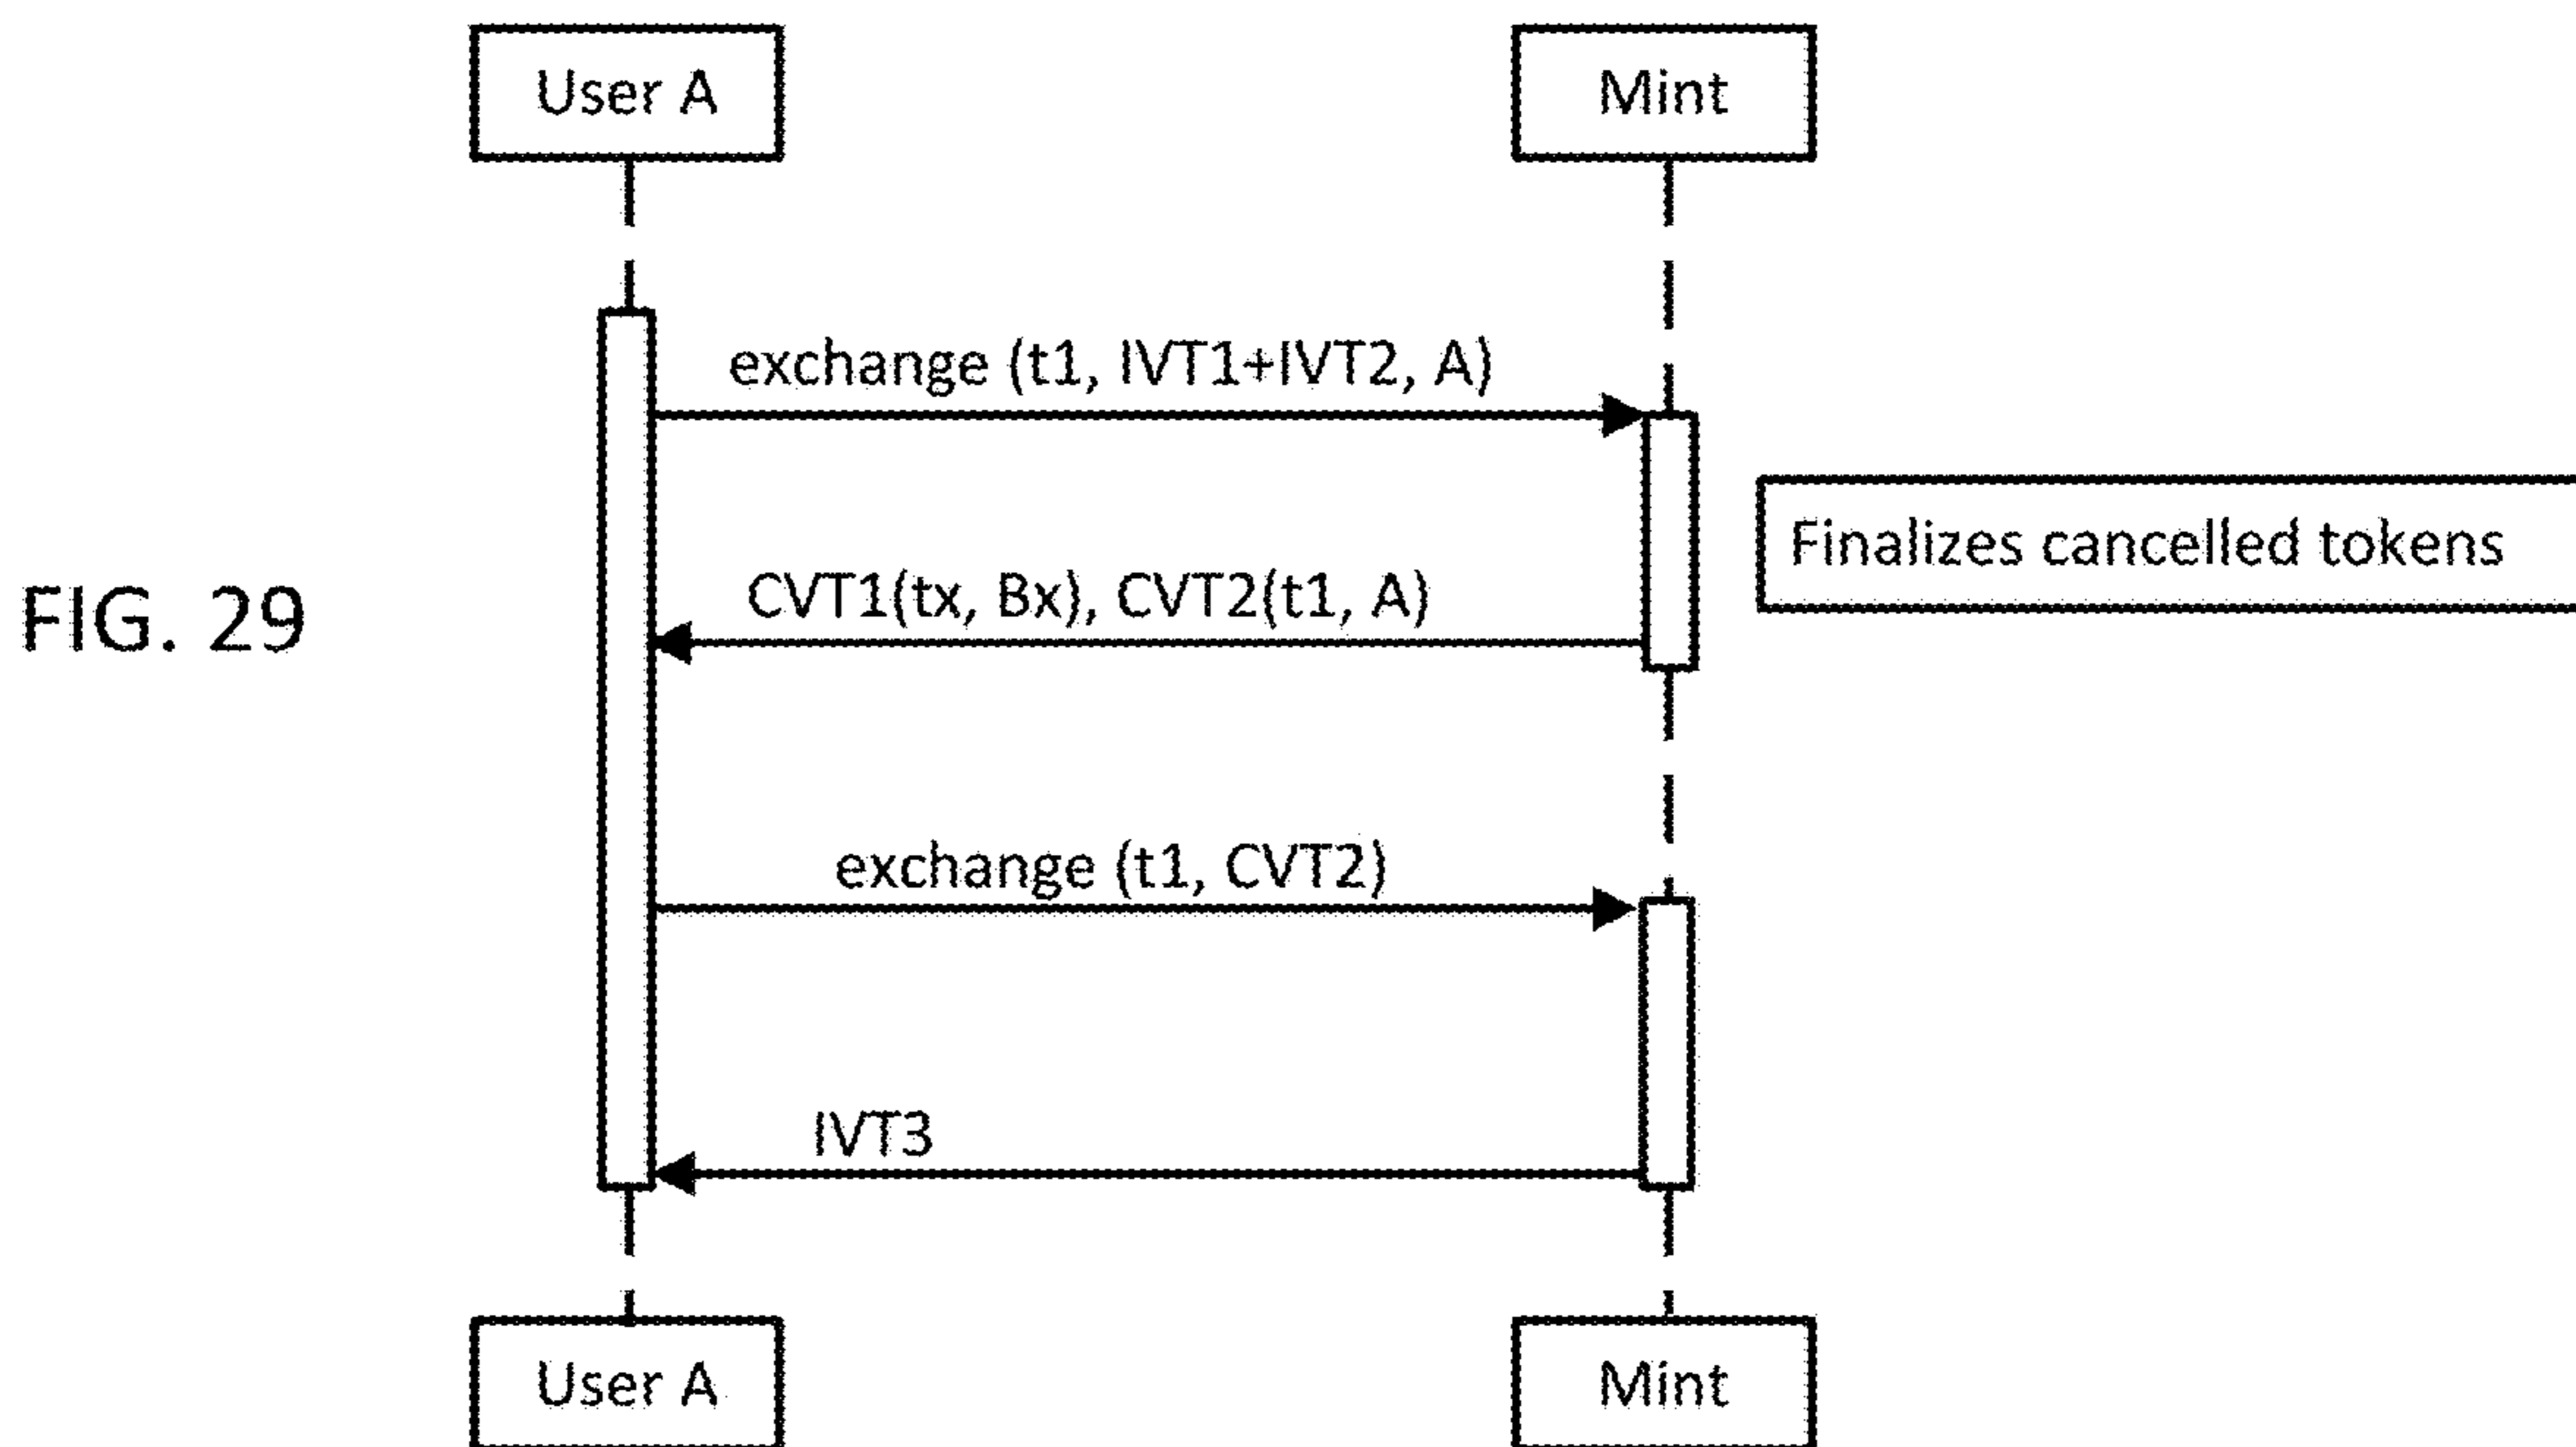 User A
Mint
exchange (t1, IVT1+IVT2, A)
Finalizes cancelled tokens
CVT1(tx, Bx), CVT2(t1, A)
FIG. 29
exchange (t1, CVT2)
IVT3
User A
Mint